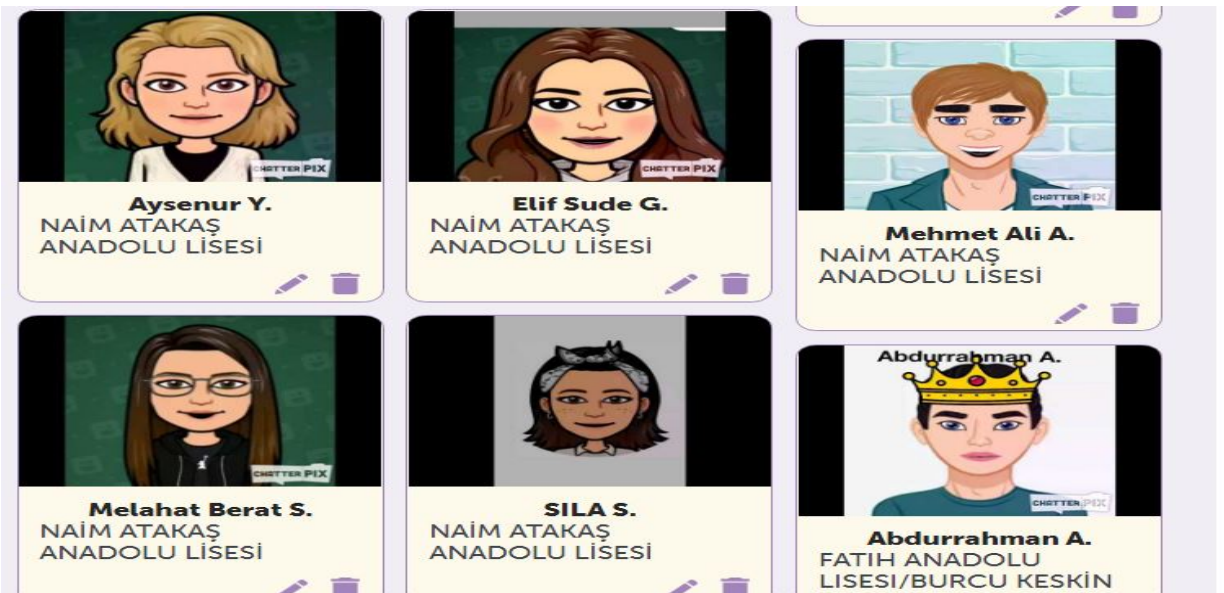 CHATTER PIX
Aysenur Y.
NAİM ATAKAŞ
ANADOLU LİSESİ
CHATTER PIX
Elif Sude G.
NAİM ATAKAŞ
ANADOLU LİSESİ
CHATTER PIX
Mehmet Ali A.
NAİM ATAKAŞ
ANADOLU LİSESİ
CHATTER PIX
Melahat Berat S.
NAİM ATAKAŞ
ANADOLU LİSESİ
SILA S.
NAİM ATAKAŞ
ANADOLU LİSESİ
Abdurrahman A.
CHATTER PIX
Abdurrahman A.
FATIH ANADOLU
LISESI/BURCU KESKİN